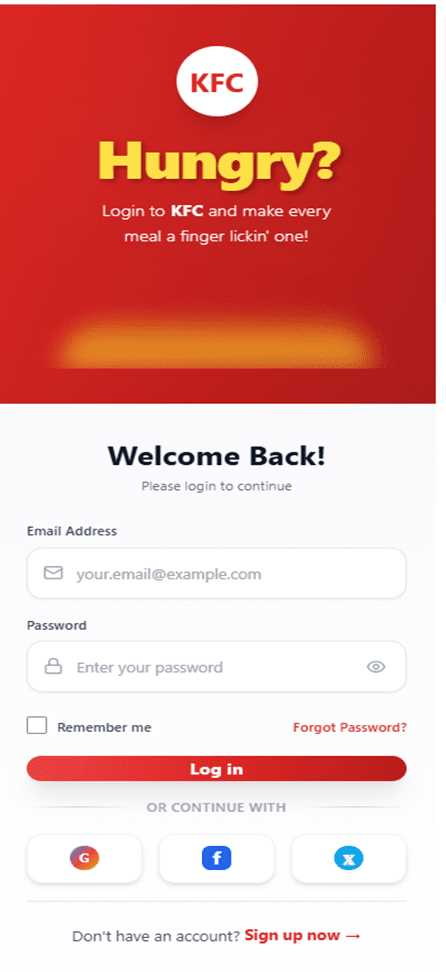 KFC
Hungry?
Login to KFC and make every
meal a finger lickin' one!
Welcome Back!
Please login to continue
Email Address
your.email@example.com
Password
Enter your password
Remember me
Forgot Password?
Log in
OR CONTINUE WITH
G
f
x
Don't have an account? Sign up now →